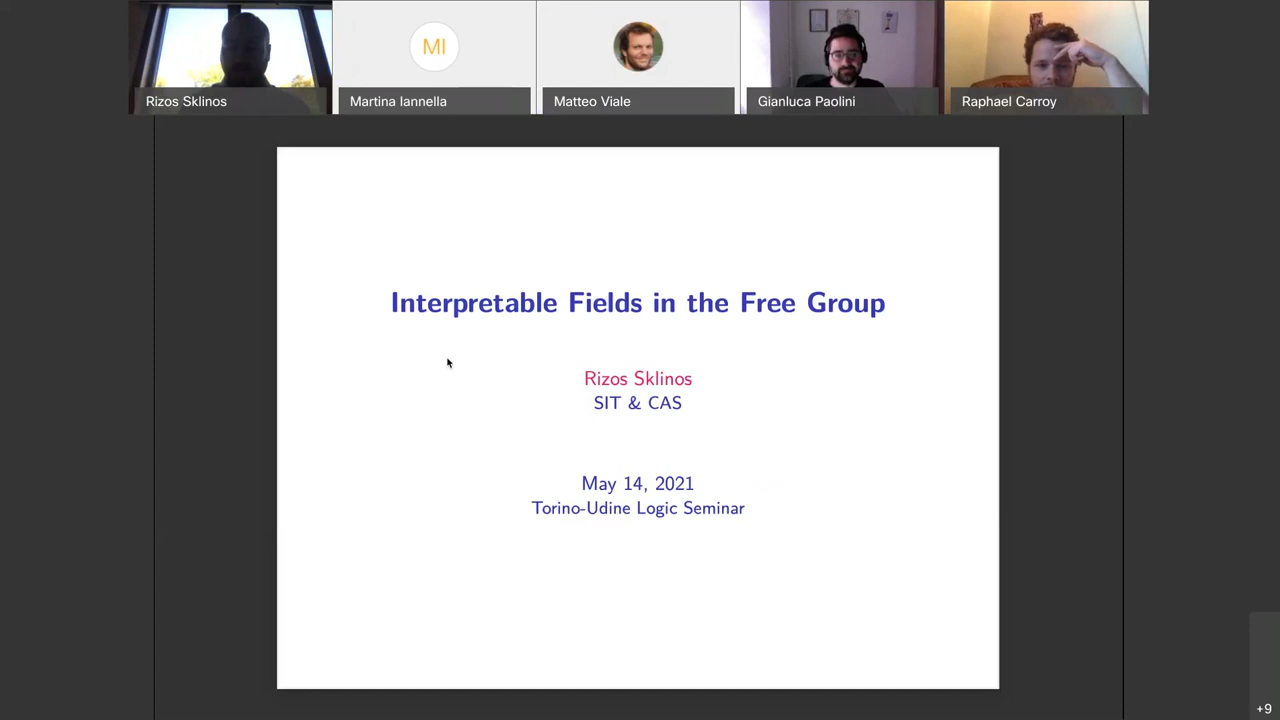 MI
Rizos Sklinos
Martina Iannella
Matteo Viale
Gianluca Paolini
Raphael Carroy
Interpretable Fields in the Free Group
Rizos Sklinos
SIT & CAS
May 14, 2021
Torino-Udine Logic Seminar
+9